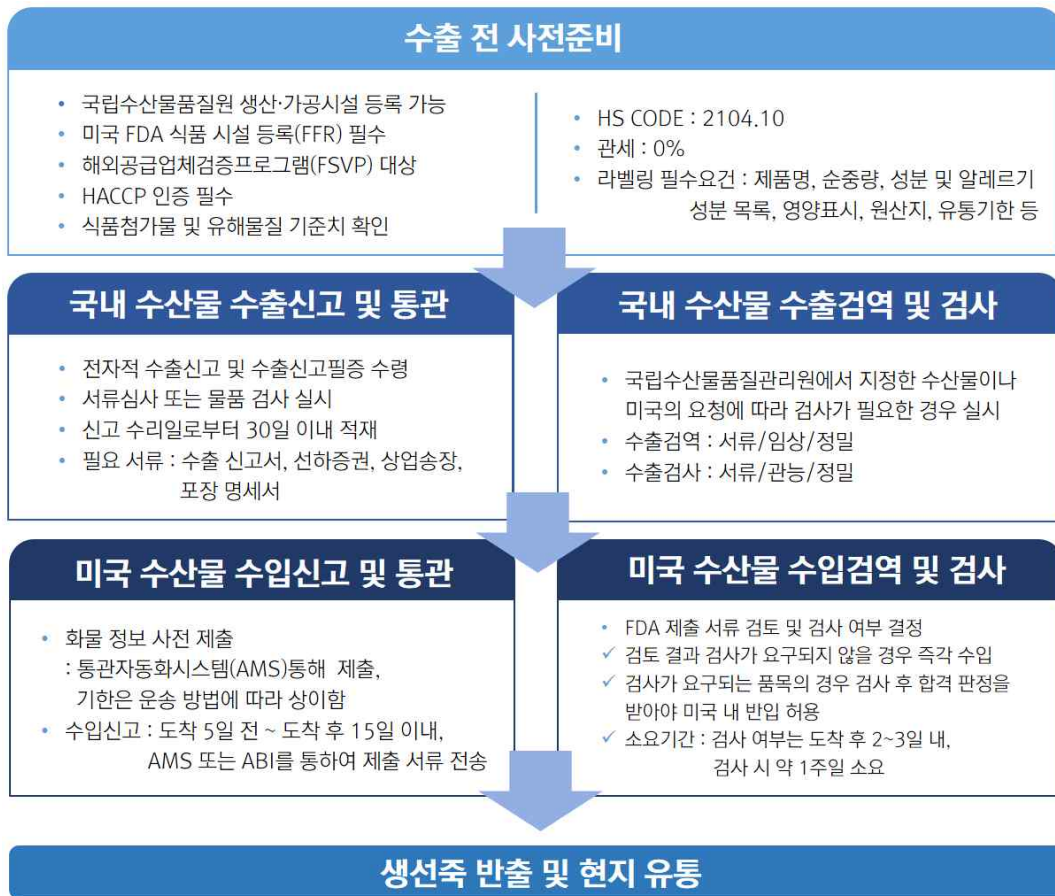 수출 전 사전준비
• 국립수산물품질원 생산·가공시설 등록 가능
• 미국 FDA 식품 시설 등록(FFR) 필수
• 해외공급업체검증프로그램(FSVP) 대상
• HACCP 인증 필수
• 식품첨가물 및 유해물질 기준치 확인
• HS CODE : 2104.10
• 관세 : 0%
• 라벨링 필수요건 : 제품명, 순중량, 성분 및 알레르기
성분 목록, 영양표시, 원산지, 유통기한 등
국내 수산물 수출신고 및 통관
• 전자적 수출신고 및 수출신고필증 수령
• 서류심사 또는 물품 검사 실시
• 신고 수리일로부터 30일 이내 적재
• 필요 서류 : 수출 신고서, 선하증권, 상업송장,
포장 명세서
국내 수산물 수출검역 및 검사
• 국립수산물품질관리원에서 지정한 수산물이나
미국의 요청에 따라 검사가 필요한 경우 실시
• 수출검역 : 서류/임상/정밀
• 수출검사 : 서류/관능/정밀
미국 수산물 수입신고 및 통관
• 화물 정보 사전 제출
: 통관자동화시스템(AMS)통해 제출,
기한은 운송 방법에 따라 상이함
• 수입신고 : 도착 5일 전 ~ 도착 후 15일 이내,
AMS 또는 ABI를 통하여 제출 서류 전송
미국 수산물 수입검역 및 검사
• FDA 제출 서류 검토 및 검사 여부 결정
✓ 검토 결과 검사가 요구되지 않을 경우 즉각 수입
✓ 검사가 요구되는 품목의 경우 검사 후 합격 판정을
받아야 미국 내 반입 허용
✓ 소요기간 : 검사 여부는 도착 후 2~3일 내,
검사 시 약 1주일 소요
생선죽 반출 및 현지 유통